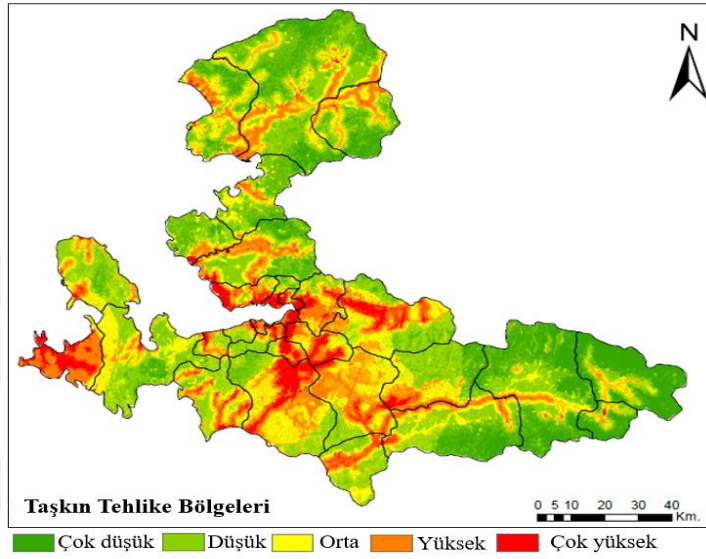 N
Taşkın Tehlike Bölgeleri
0 5 10 20 30 40
Km.
Çok düşük Düşük Orta Yüksek Çok yüksek